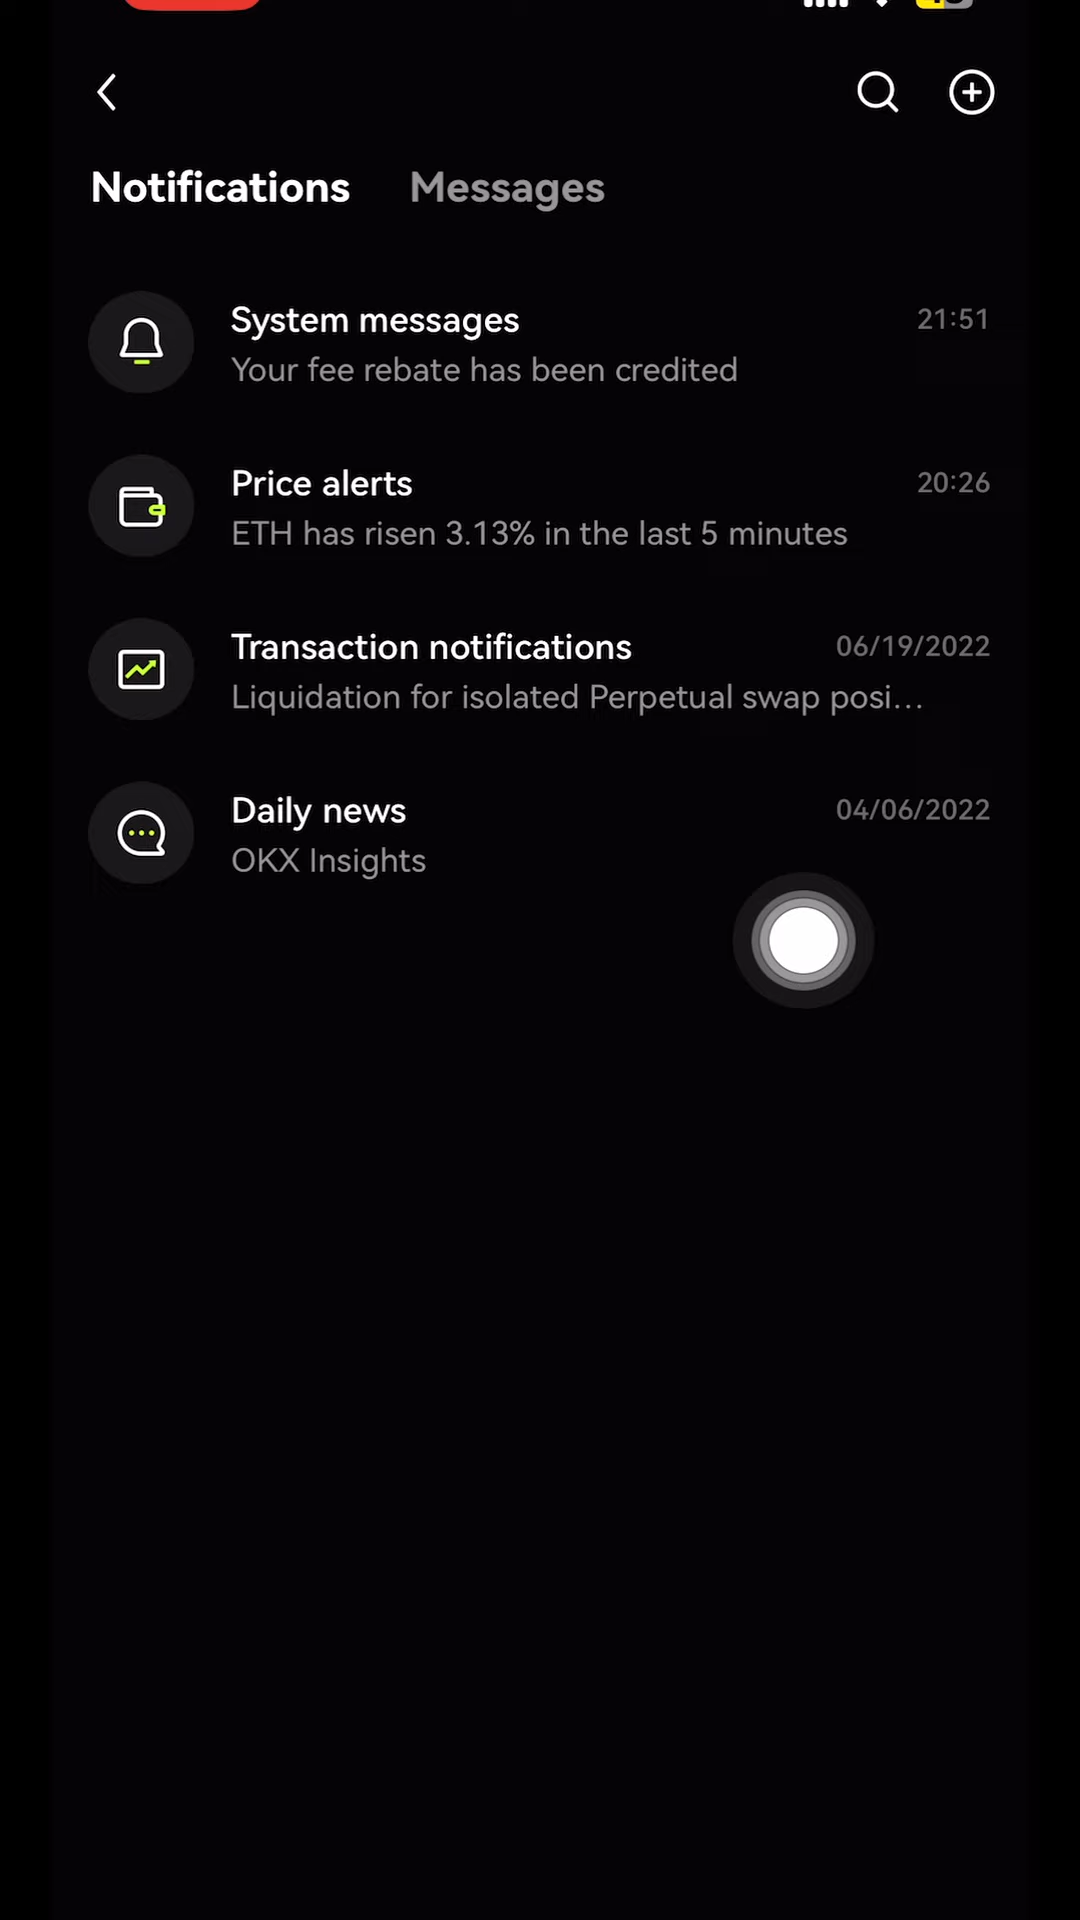 Notifications Messages
System messages 21:51
Your fee rebate has been credited
Price alerts 20:26
ETH has risen 3.13% in the last 5 minutes
Transaction notifications 06/19/2022
Liquidation for isolated Perpetual swap posi...
Daily news 04/06/2022
OKX Insights